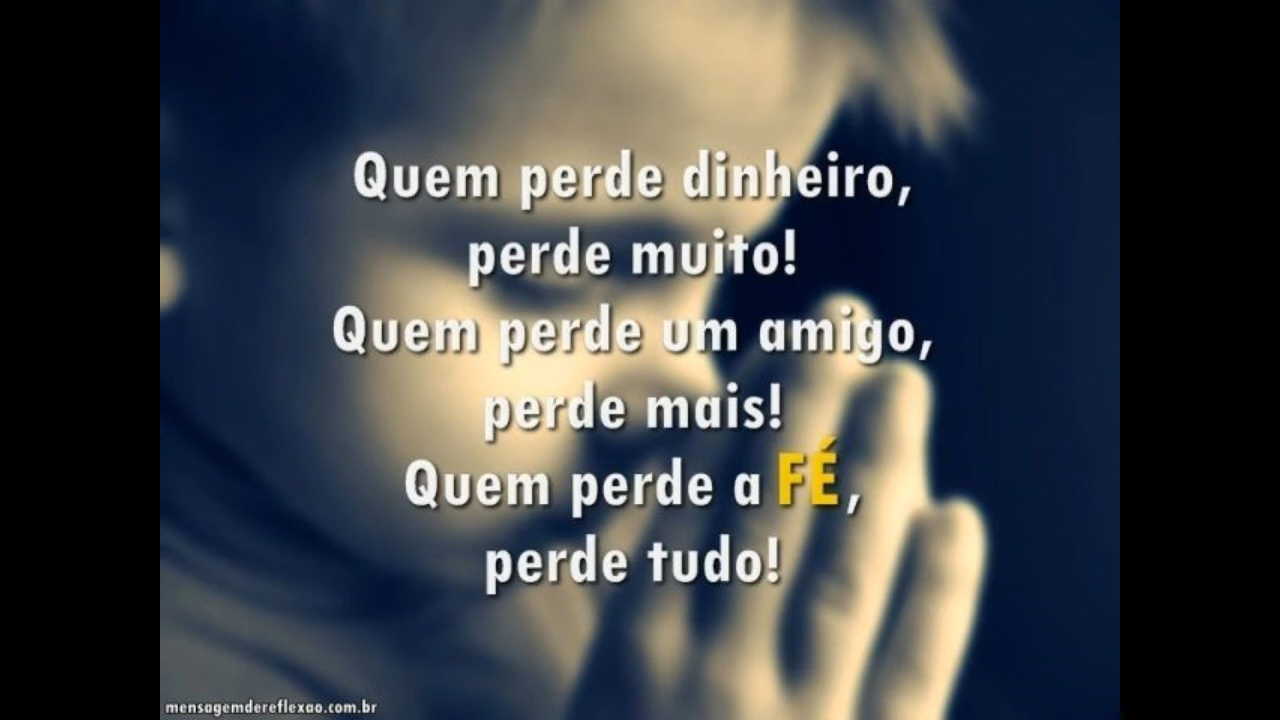 Quem perde dinheiro,
perde muito!
Quem perde um amigo,
perde mais!
Quem perde a FÉ,
perde tudo!
mensagemdereflexao.com.br